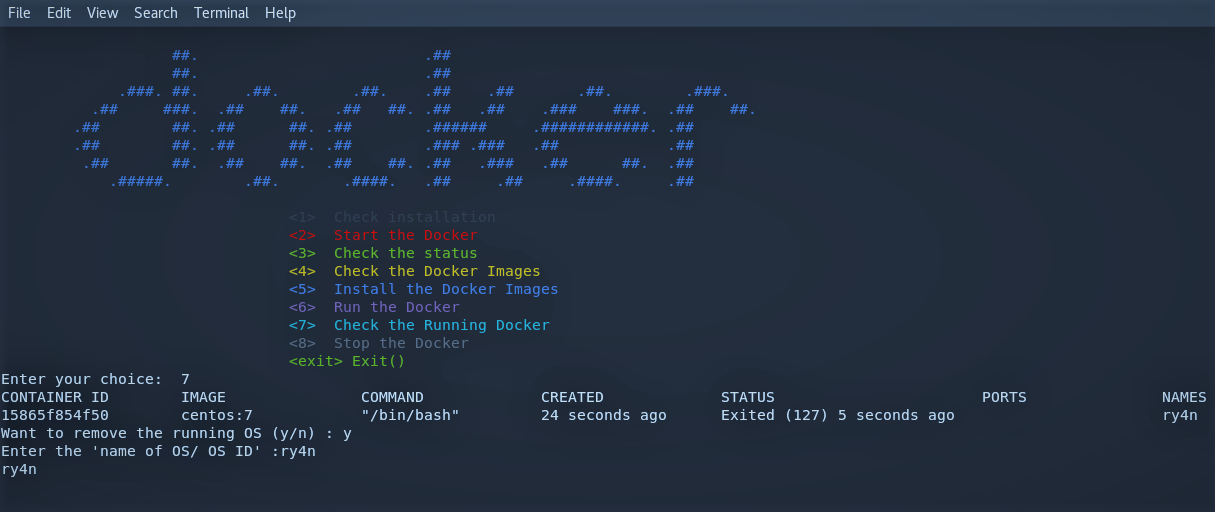 File Edit View Search Terminal Help
docker
<1>  Check installation
<2>  Start the Docker
<3>  Check the status
<4>  Check the Docker Images
<5>  Install the Docker Images
<6>  Run the Docker
<7>  Check the Running Docker
<8>  Stop the Docker
<exit> Exit()
Enter your choice:  7
CONTAINER ID        IMAGE               COMMAND             CREATED             STATUS                       PORTS               NAMES
15865f854f50        centos:7            "/bin/bash"         24 seconds ago      Exited (127) 5 seconds ago                       ry4n
Want to remove the running OS (y/n) : y
Enter the 'name of OS/ OS ID' :ry4n
ry4n